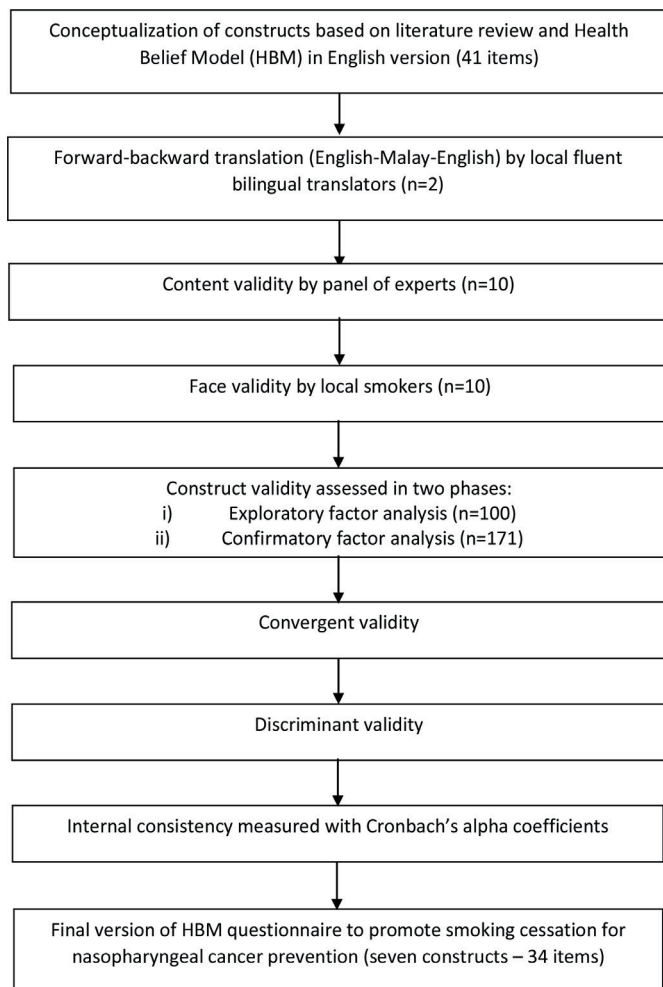 Conceptualization of constructs based on literature review and Health
Belief Model (HBM) in English version (41 items)
Forward-backward translation (English-Malay-English) by local fluent
bilingual translators (n=2)
Content validity by panel of experts (n=10)
Face validity by local smokers (n=10)
Construct validity assessed in two phases:
i) Exploratory factor analysis (n=100)
ii) Confirmatory factor analysis (n=171)
Convergent validity
Discriminant validity
Internal consistency measured with Cronbach’s alpha coefficients
Final version of HBM questionnaire to promote smoking cessation for
nasopharyngeal cancer prevention (seven constructs – 34 items)